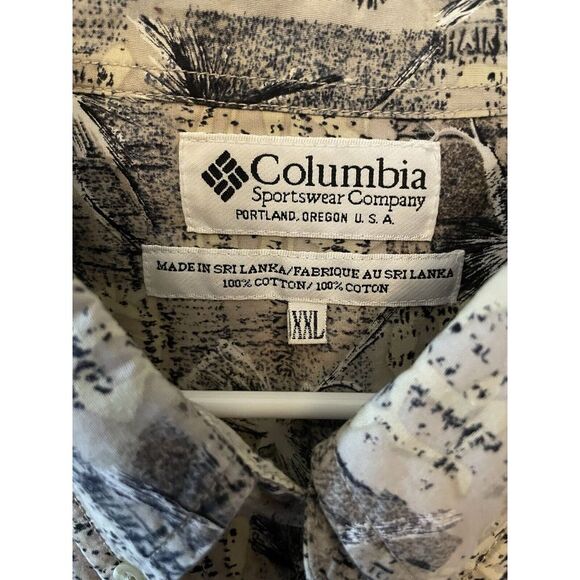 Columbia
Sportswear Company
PORTLAND, OREGON U.S.A.
MADE IN SRI LANKA/FABRIQUE AU SRI LANKA
100% COTTON/100% COTON
XXL